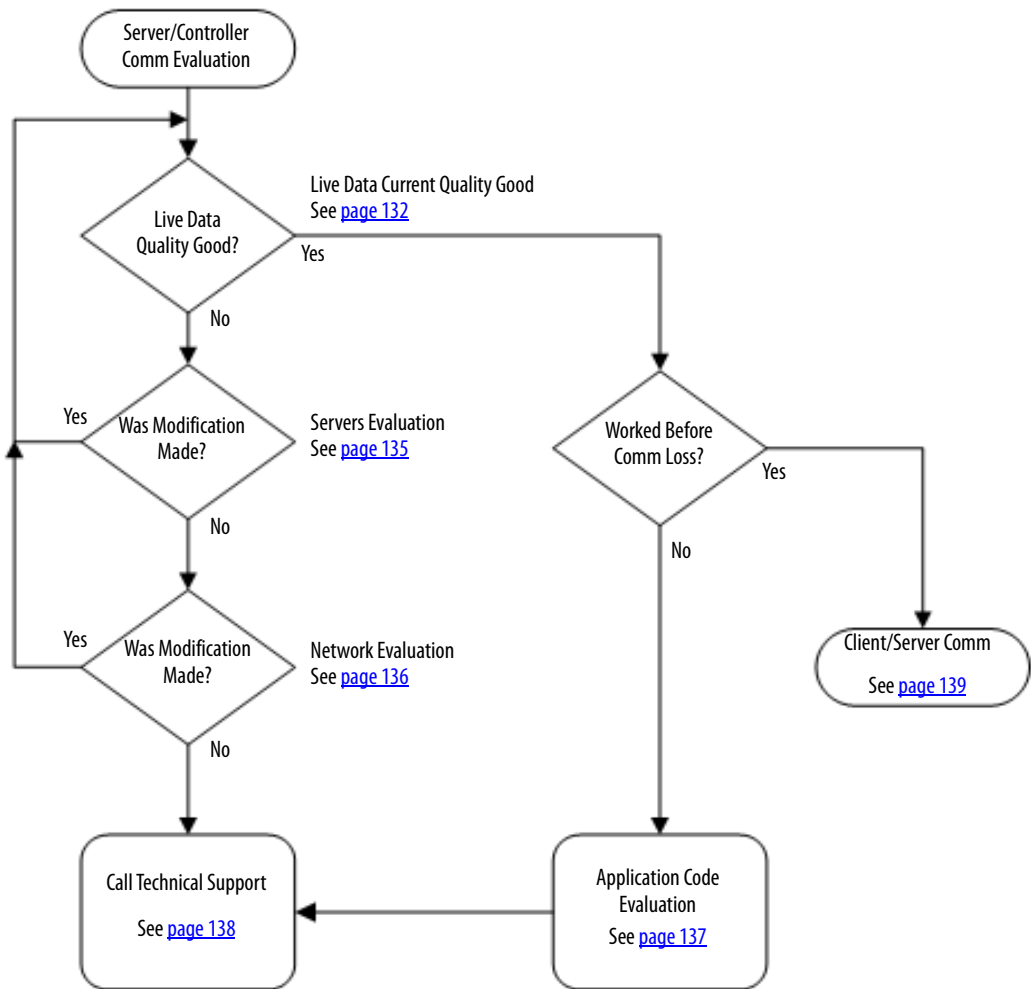 Server/Controller
Comm Evaluation
Live Data
Quality Good?
Live Data Current Quality Good
See page 132
Yes
No
Was Modification
Made?
Yes
Servers Evaluation
See page 135
No
Worked Before
Comm Loss?
Yes
No
Was Modification
Made?
Yes
Network Evaluation
See page 136
No
Client/Server Comm
See page 139
Call Technical Support
See page 138
Application Code
Evaluation
See page 137